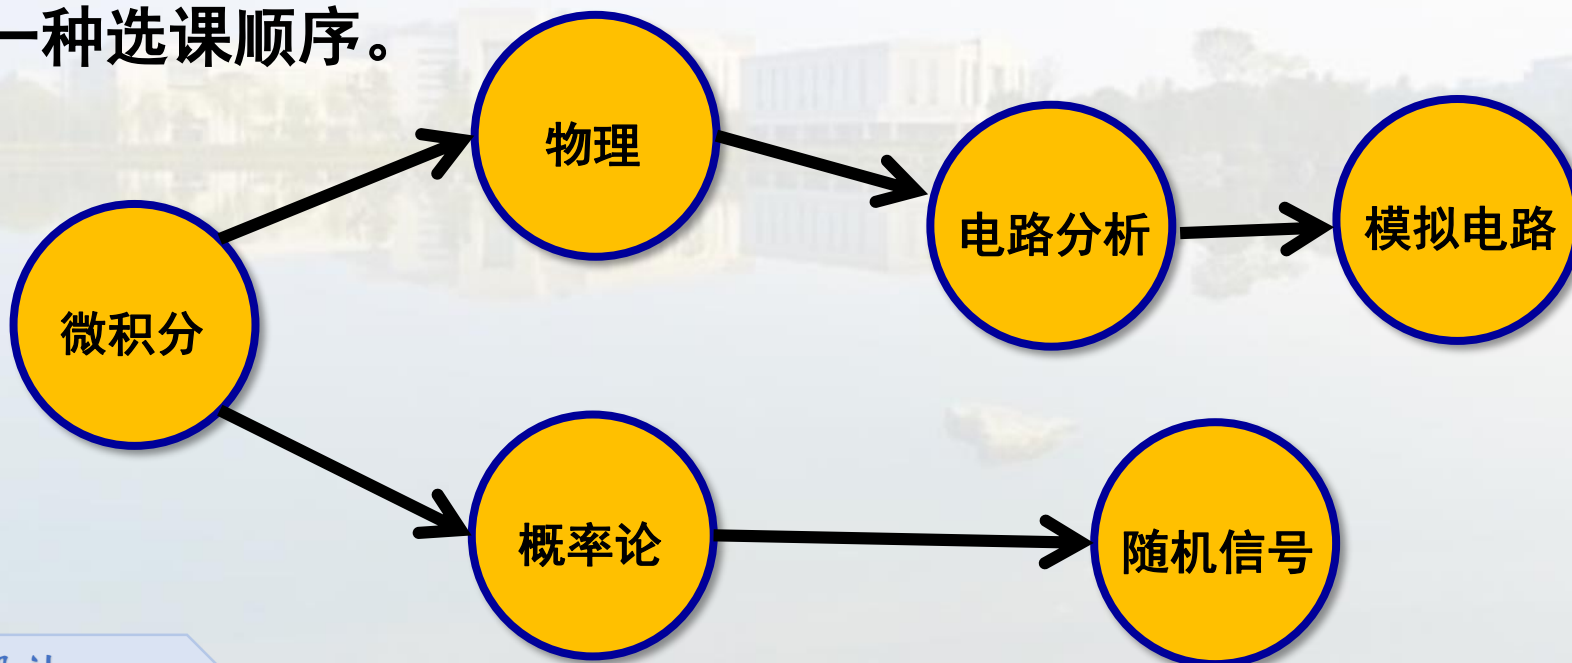 一种选课顺序。
物理
电路分析
模拟电路
微积分
概率论
随机信号